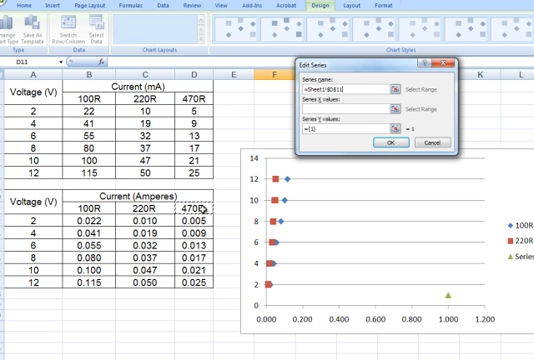 Home Insert Page Layout Formulas Data Review View Add-Ins Acrobat Design Layout Format
Save As Template
Switch Row/Column
Select Data
Type Data Chart Layouts Chart Styles
D11
A B C D E F K L
Voltage (V) Current (mA)
100R 220R 470R
2 22 10 5
4 41 19 9
6 55 32 13
8 80 37 17
10 100 47 21
12 115 50 25
Voltage (V) Current (Amperes)
100R 220R 470R
2 0.022 0.010 0.005
4 0.041 0.019 0.009
6 0.055 0.032 0.013
8 0.080 0.037 0.017
10 0.100 0.047 0.021
12 0.115 0.050 0.025
Edit Series
Series name:
=Sheet1!$D$11 Select Range
Series X values:
Select Range
Series Y values:
={1} = 1
OK Cancel
14
12
10
8
6
4
2
0
0.000 0.200 0.400 0.600 0.800 1.000 1.200
100R
220R
Series